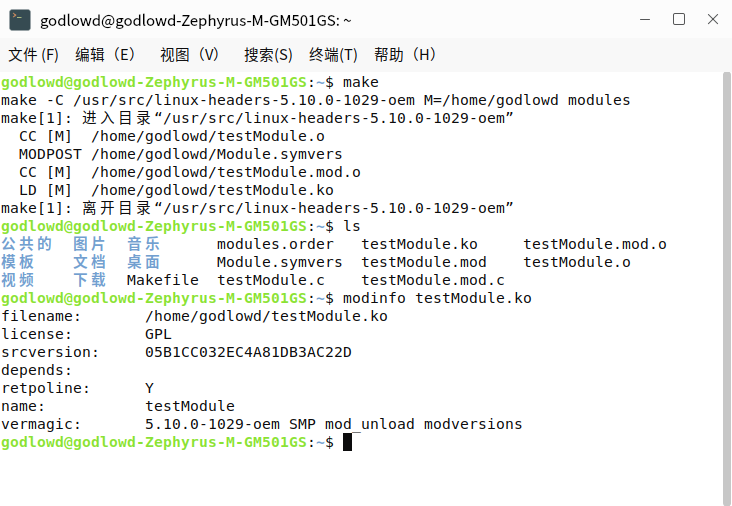 godlowd@godlowd-Zephyrus-M-GM501GS: ~
文件 (F) 编辑（E） 视图（V） 搜索(S) 终端(T) 帮助（H）
godlowd@godlowd-Zephyrus-M-GM501GS:~$ make
make -C /usr/src/linux-headers-5.10.0-1029-oem M=/home/godlowd modules
make[1]: 进入目录“/usr/src/linux-headers-5.10.0-1029-oem”
  CC [M]  /home/godlowd/testModule.o
  MODPOST /home/godlowd/Module.symvers
  CC [M]  /home/godlowd/testModule.mod.o
  LD [M]  /home/godlowd/testModule.ko
make[1]: 离开目录“/usr/src/linux-headers-5.10.0-1029-oem”
godlowd@godlowd-Zephyrus-M-GM501GS:~$ ls
公共的  图片  音乐      modules.order   testModule.ko     testModule.mod.o
模板    文档  桌面      Module.symvers  testModule.mod    testModule.o
视频    下载  Makefile  testModule.c    testModule.mod.c
godlowd@godlowd-Zephyrus-M-GM501GS:~$ modinfo testModule.ko
filename:       /home/godlowd/testModule.ko
license:        GPL
srcversion:     05B1CC032EC4A81DB3AC22D
depends:
retpoline:      Y
name:           testModule
vermagic:       5.10.0-1029-oem SMP mod_unload modversions
godlowd@godlowd-Zephyrus-M-GM501GS:~$